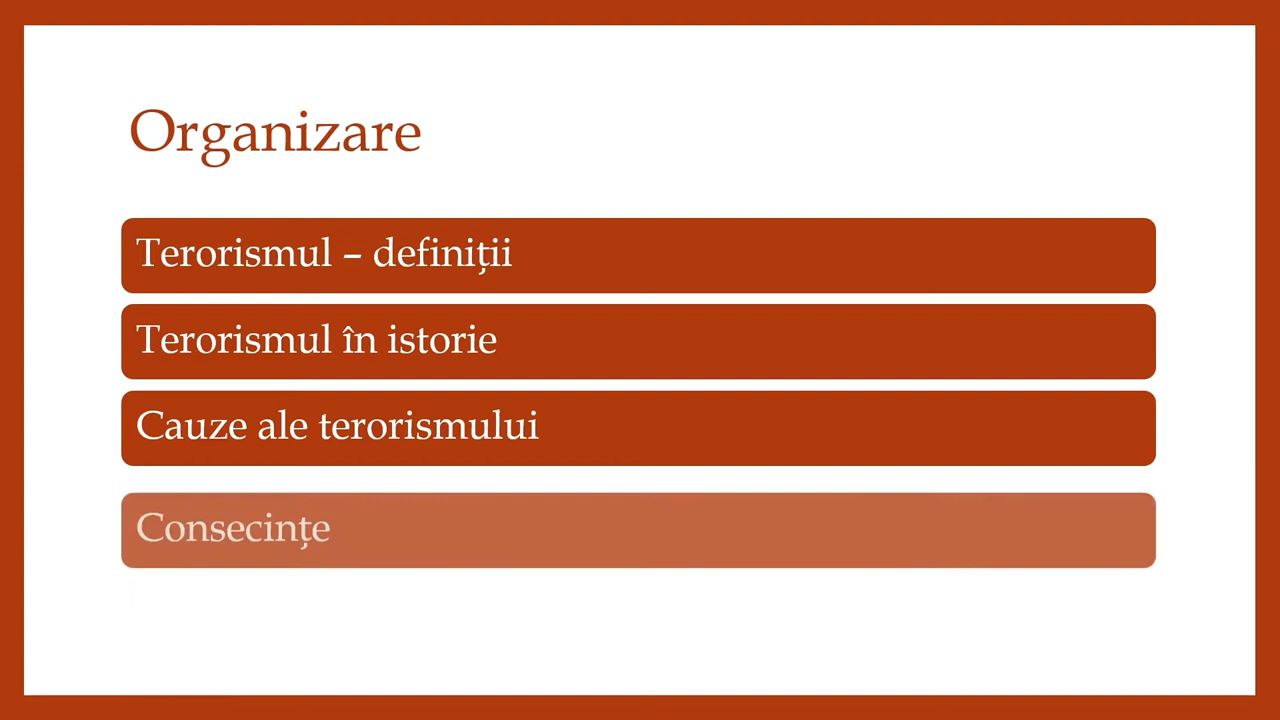 Organizare
Terorismul – definiții
Terorismul în istorie
Cauze ale terorismului
Consecințe